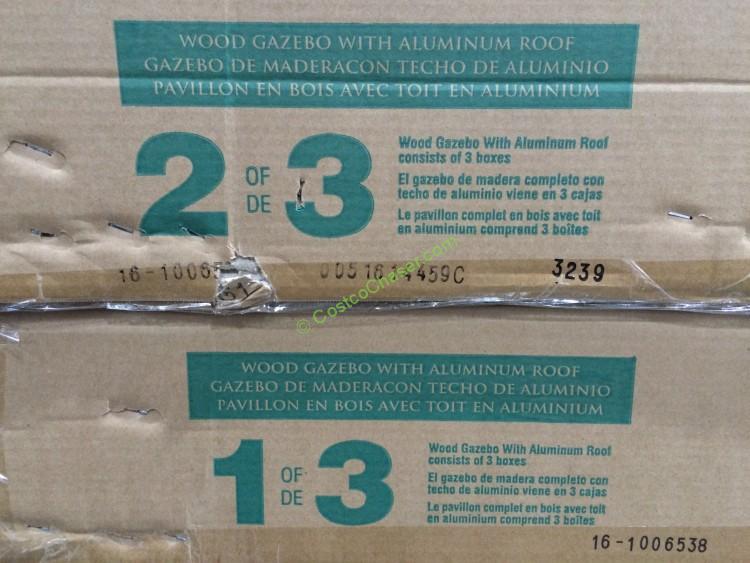 WOOD GAZEBO WITH ALUMINUM ROOF
GAZEBO DE MADERACON TECHO DE ALUMINIO
PAVILLON EN BOIS AVEC TOIT EN ALUMINIUM
2 OF DE 3
Wood Gazebo With Aluminum Roof
consists of 3 boxes
El gazebo de madera completo con
techo de aluminio viene en 3 cajas
Le pavillon complet en bois avec toit
en aluminium comprend 3 boîtes
3239
© CostcoChaser.com
WOOD GAZEBO WITH ALUMINUM ROOF
GAZEBO DE MADERACON TECHO DE ALUMINIO
PAVILLON EN BOIS AVEC TOIT EN ALUMINIUM
1 OF DE 3
Wood Gazebo With Aluminum Roof
consists of 3 boxes
El gazebo de madera completo con
techo de aluminio viene en 3 cajas
Le pavillon complet en bois avec toit
en aluminium comprend 3 boîtes
16-1006538